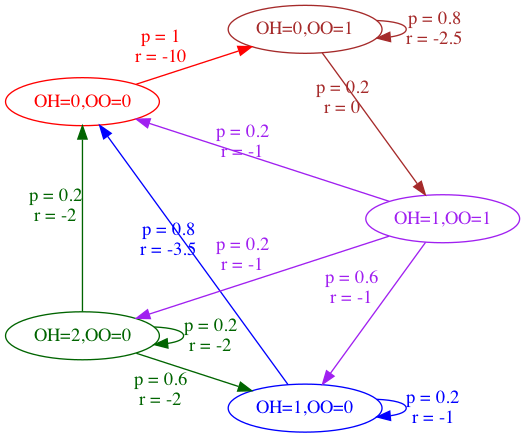 OH=0,OO=1
p = 0.8
r = -2.5
p = 1
r = -10
OH=0,OO=0
p = 0.2
r = 0
p = 0.2
r = -1
p = 0.2
r = -2
OH=1,OO=1
p = 0.8
r = -3.5
p = 0.2
r = -1
p = 0.6
r = -1
OH=2,OO=0
p = 0.2
r = -2
p = 0.6
r = -2
OH=1,OO=0
p = 0.2
r = -1